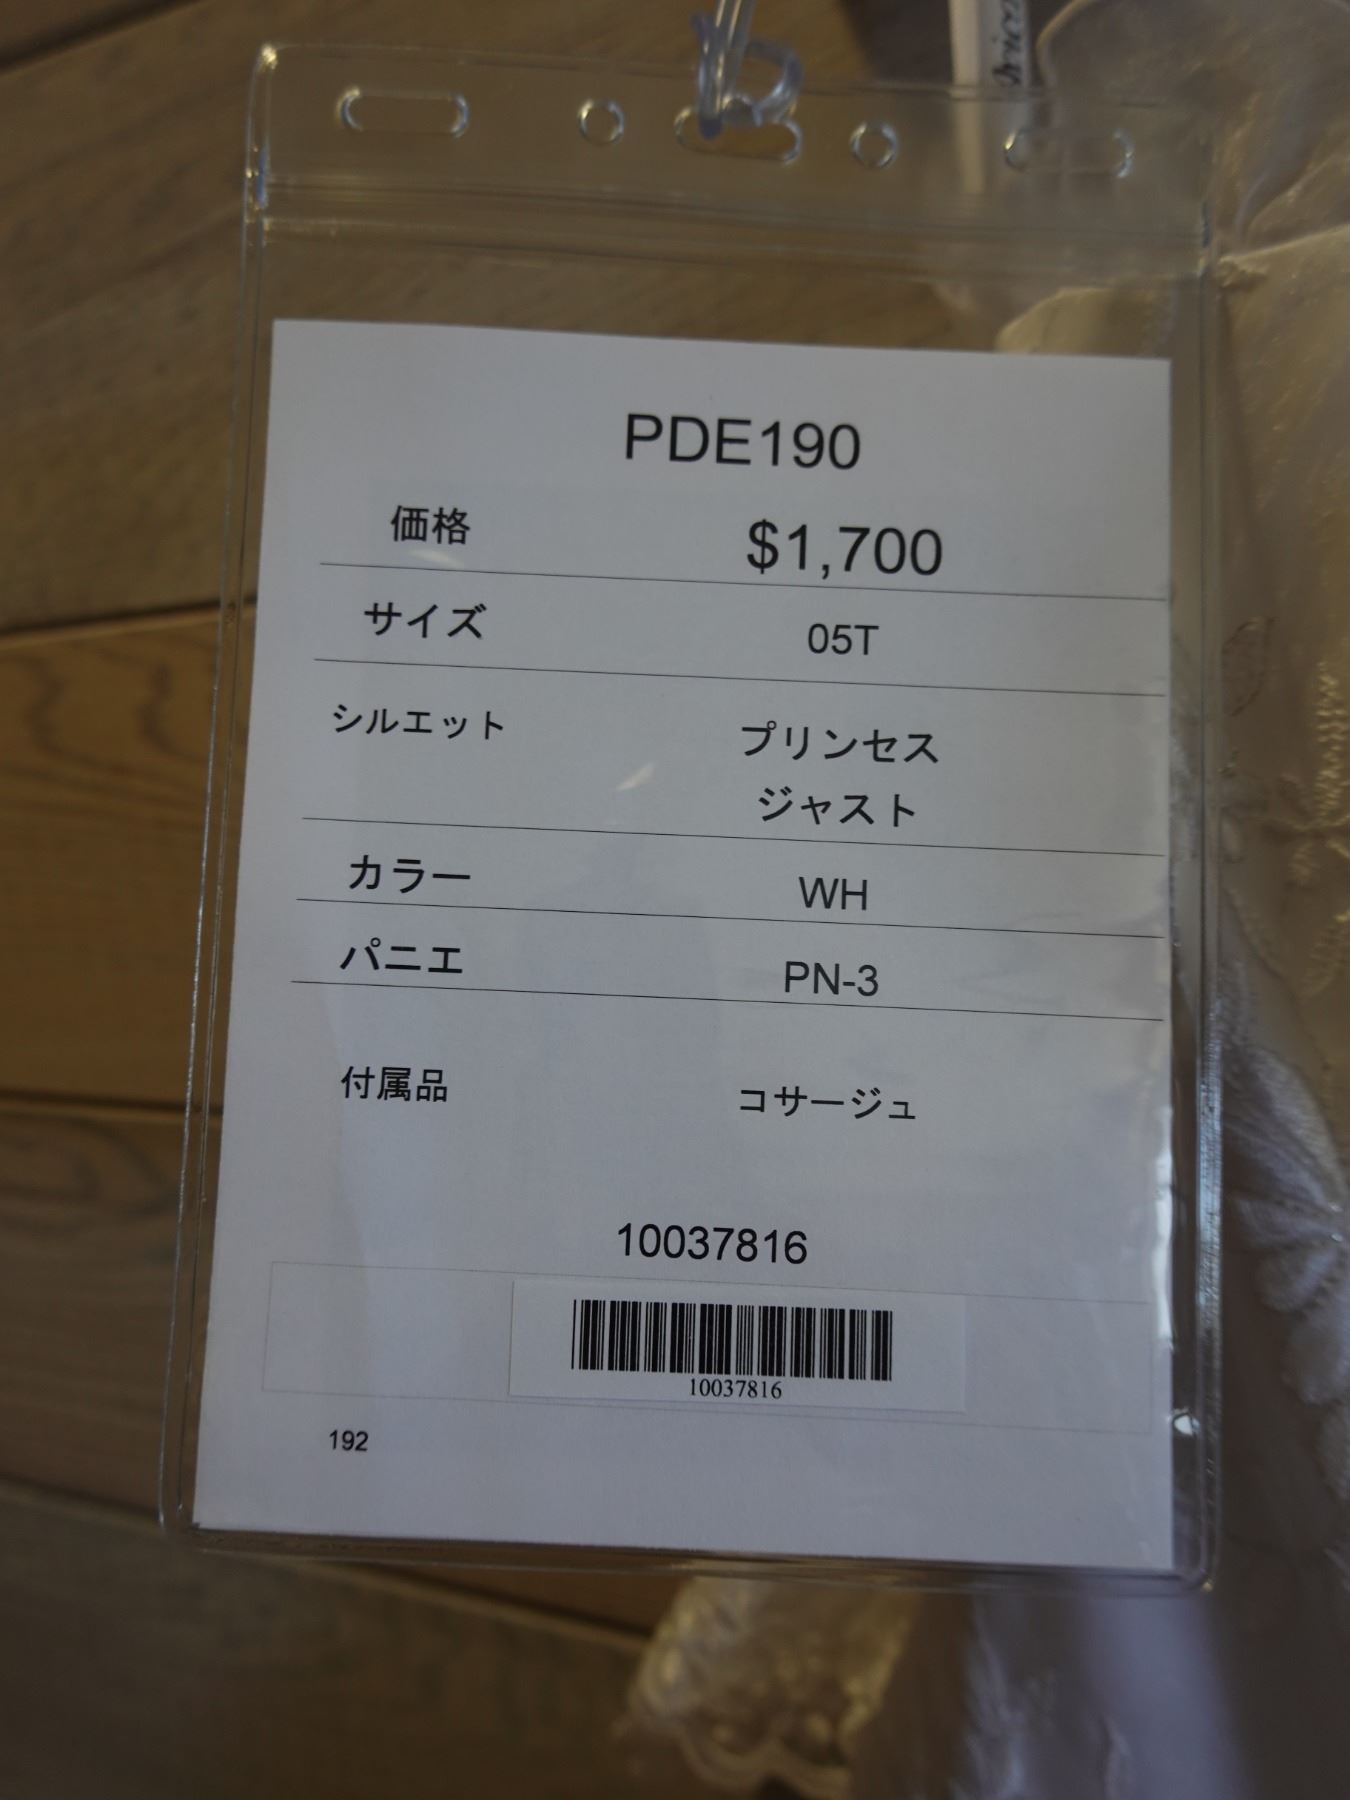 PDE190
価格 $1,700
サイズ 05T
シルエット プリンセス
ジャスト
カラー WH
パニエ PN-3
付属品 コサージュ
10037816
10037816
192